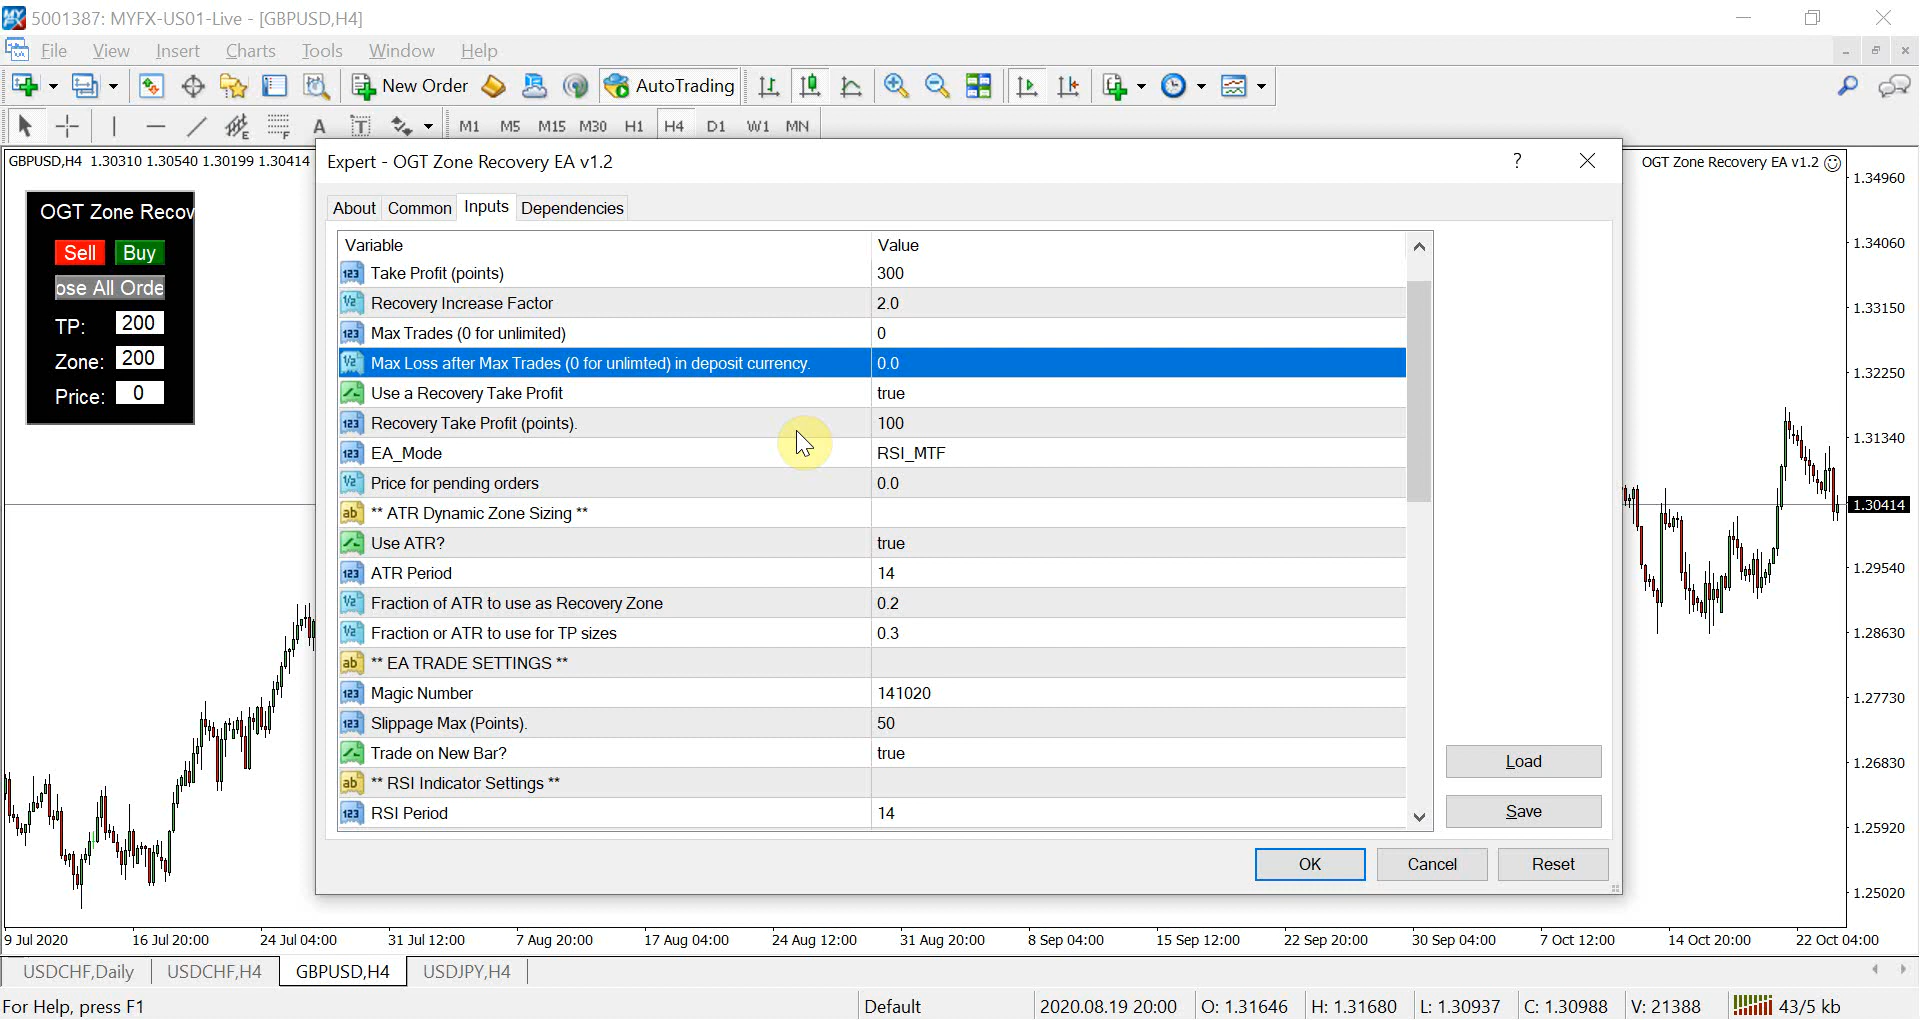 5001387: MYFX-US01-Live - [GBPUSD,H4]
File View Insert Charts Tools Window Help
New Order AutoTrading
A T M1 M5 M15 M30 H1 H4 D1 W1 MN
GBPUSD,H4 1.30310 1.30540 1.30199 1.30414
OGT Zone Recovery EA v1.2
OGT Zone Recov
Sell Buy
ose All Orde
TP: 200
Zone: 200
Price: 0
Expert - OGT Zone Recovery EA v1.2
About Common Inputs Dependencies
Variable Value
Take Profit (points) 300
Recovery Increase Factor 2.0
Max Trades (0 for unlimited) 0
Max Loss after Max Trades (0 for unlimted) in deposit currency. 0.0
Use a Recovery Take Profit true
Recovery Take Profit (points). 100
EA_Mode RSI_MTF
Price for pending orders 0.0
** ATR Dynamic Zone Sizing **
Use ATR? true
ATR Period 14
Fraction of ATR to use as Recovery Zone 0.2
Fraction or ATR to use for TP sizes 0.3
** EA TRADE SETTINGS **
Magic Number 141020
Slippage Max (Points). 50
Trade on New Bar? true
** RSI Indicator Settings **
RSI Period 14
Load
Save
OK Cancel Reset
1.34960
1.34060
1.33150
1.32250
1.31340
1.30414
1.29540
1.28630
1.27730
1.26830
1.25920
1.25020
9 Jul 2020 16 Jul 20:00 24 Jul 04:00 31 Jul 12:00 7 Aug 20:00 17 Aug 04:00 24 Aug 12:00 31 Aug 20:00 8 Sep 04:00 15 Sep 12:00 22 Sep 20:00 30 Sep 04:00 7 Oct 12:00 14 Oct 20:00 22 Oct 04:00
USDCHF,Daily USDCHF,H4 GBPUSD,H4 USDJPY,H4
For Help, press F1 Default 2020.08.19 20:00 O: 1.31646 H: 1.31680 L: 1.30937 C: 1.30988 V: 21388 43/5 kb